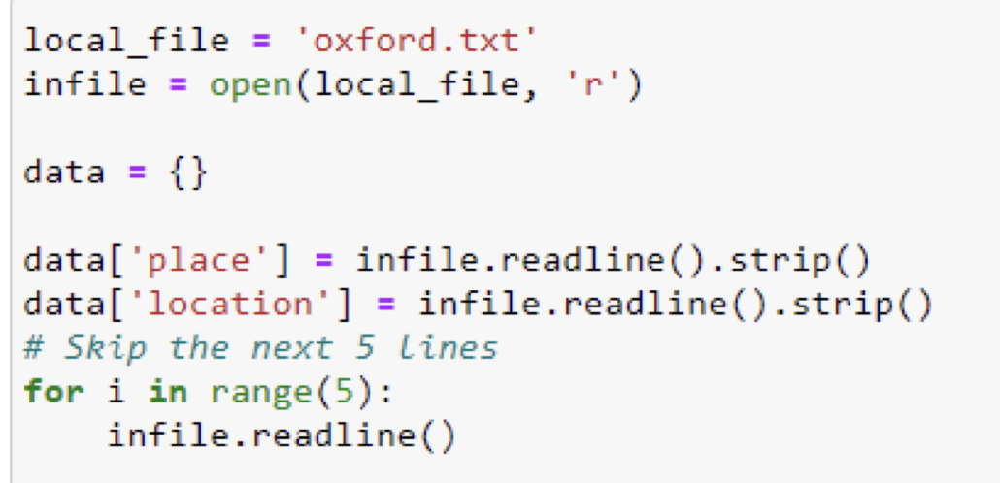 local_file = 'oxford.txt'
infile = open(local_file, 'r')
data = {}
data['place'] = infile.readline().strip()
data['location'] = infile.readline().strip()
# Skip the next 5 lines
for i in range(5):
    infile.readline()